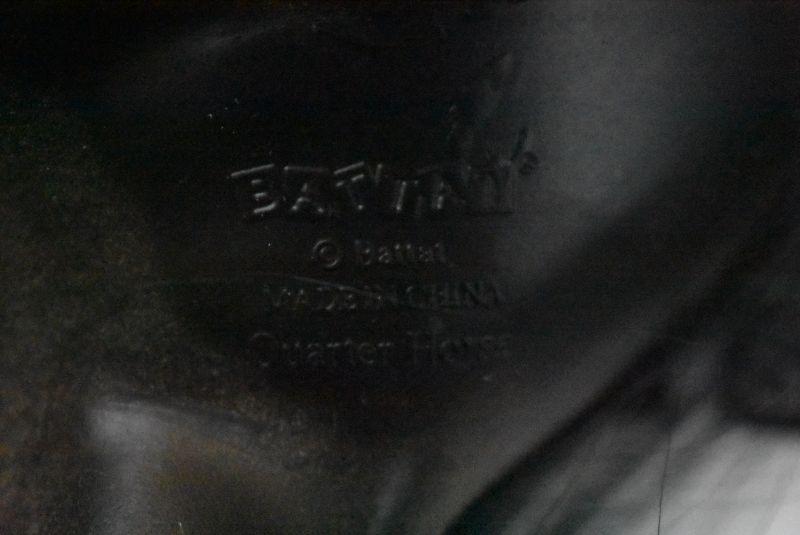 BATTAT®
© Battat
MADE IN CHINA
Quarter Horse